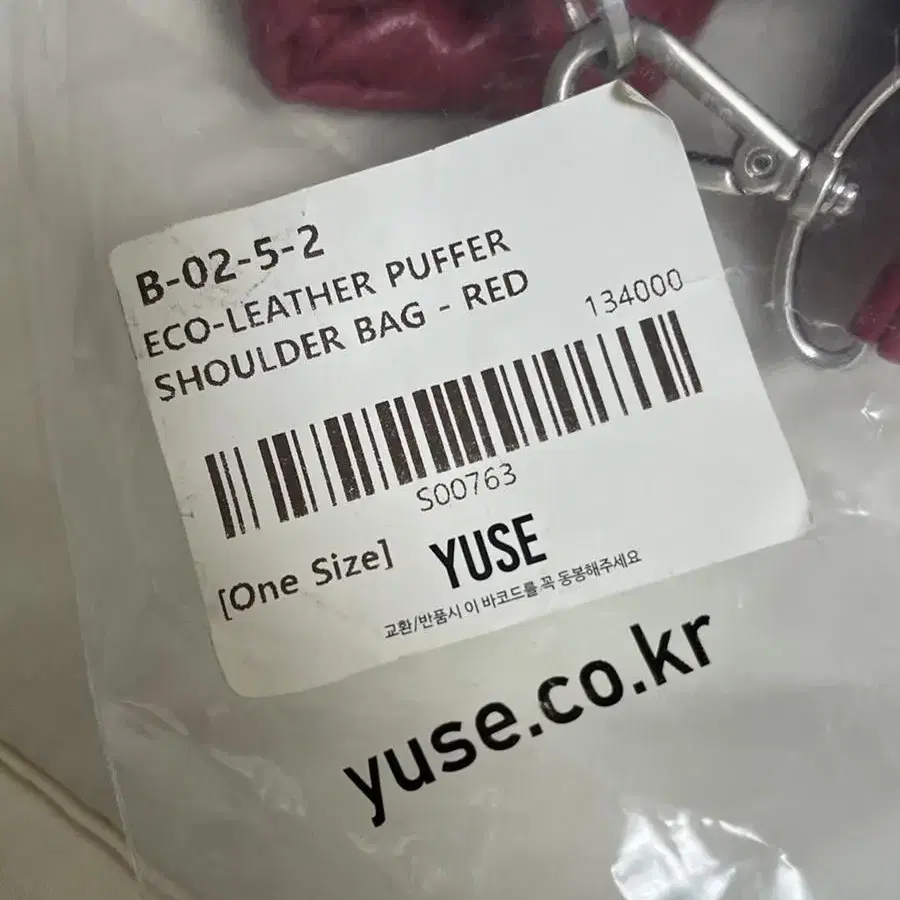 B-02-5-2
ECO-LEATHER PUFFER
SHOULDER BAG - RED
134000
S00763
[One Size]
YUSE
교환/반품시 이 바코드를 꼭 동봉해주세요
yuse.co.kr